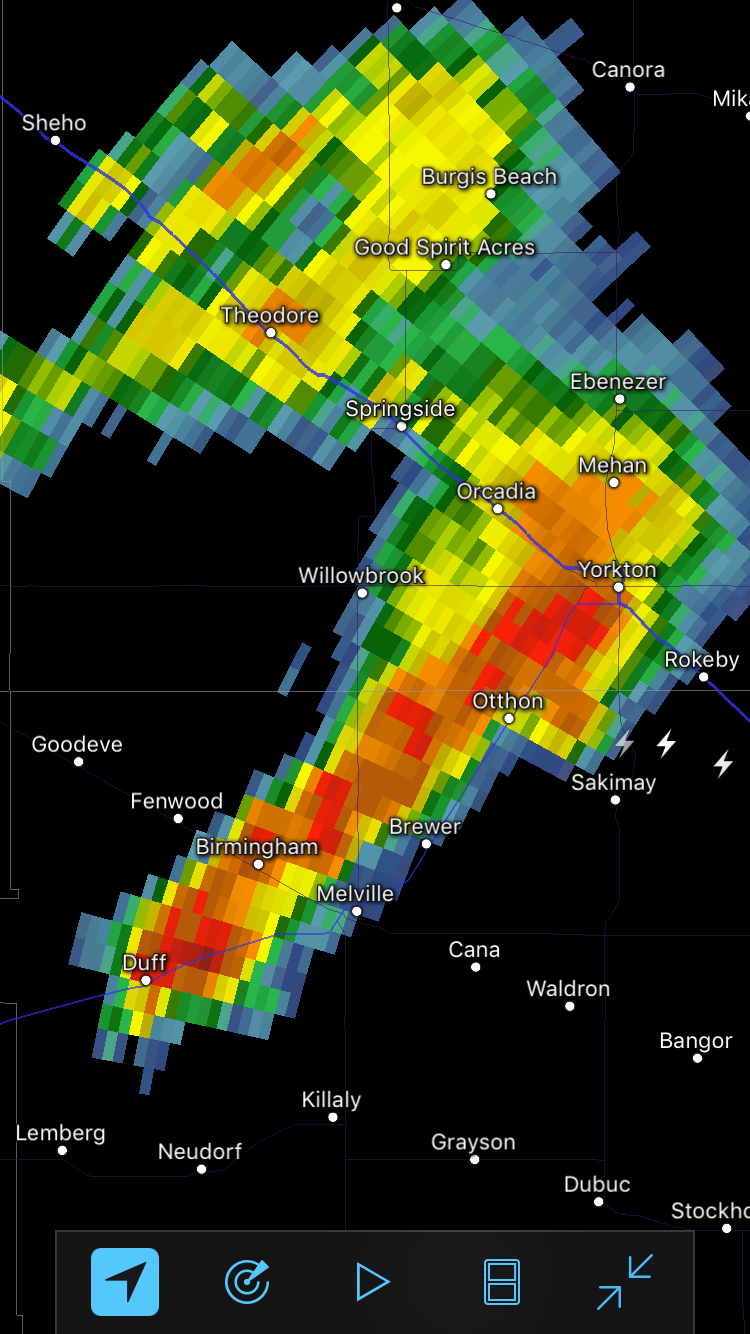 Canora
Mik
Sheho
Burgis Beach
Good Spirit Acres
Theodore
Ebenezer
Springside
Mehan
Orcadia
Yorkton
Willowbrook
Rokeby
Otthon
Goodeve
Sakimay
Fenwood
Brewer
Birmingham
Melville
Cana
Duff
Waldron
Bangor
Killaly
Lemberg
Grayson
Neudorf
Dubuc
Stockho